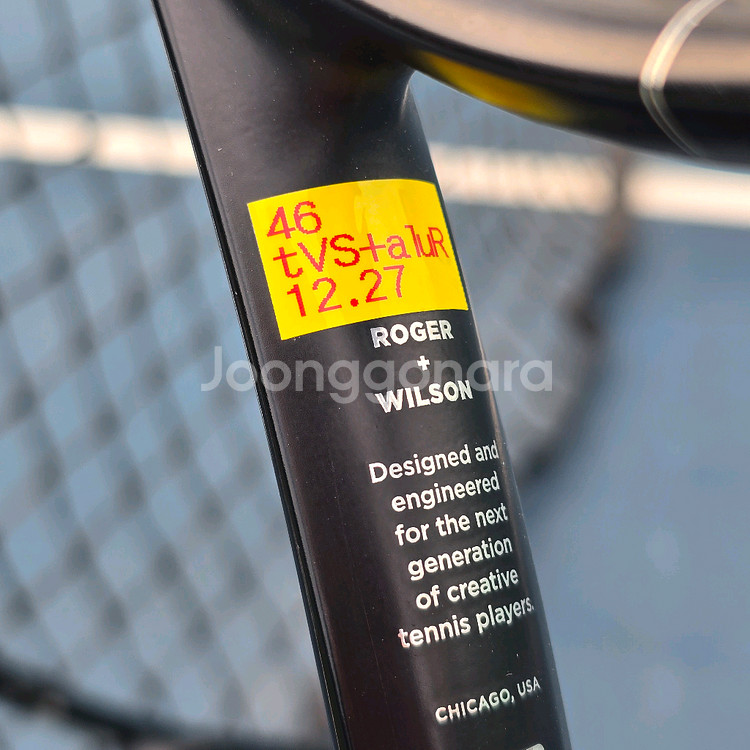 46
tVS+aluR
12.27
ROGER
+
WILSON
Joonggonara
Designed and
engineered
for the next
generation
of creative
tennis players.
CHICAGO, USA